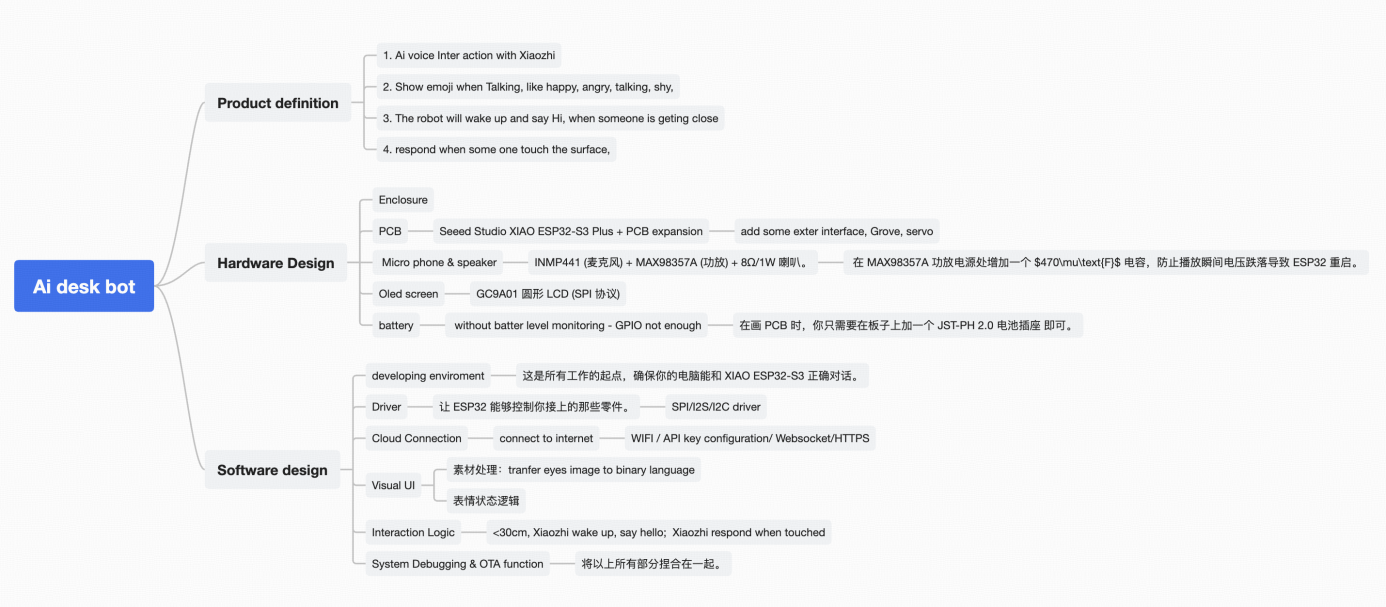 Ai desk bot
Product definition
1. Ai voice Inter action with Xiaozhi
2. Show emoji when Talking, like happy, angry, talking, shy,
3. The robot will wake up and say Hi, when someone is geting close
4. respond when some one touch the surface,
Hardware Design
Enclosure
PCB
Seeed Studio XIAO ESP32-S3 Plus + PCB expansion
add some exter interface, Grove, servo
Micro phone & speaker
INMP441 (麦克风) + MAX98357A (功放) + 8Ω/1W 喇叭。
在 MAX98357A 功放电源处增加一个 $470\mu\text{F}$ 电容，防止播放瞬间电压跌落导致 ESP32 重启。
Oled screen
GC9A01 圆形 LCD (SPI 协议)
battery
without batter level monitoring - GPIO not enough
在画 PCB 时，你只需要在板子上加一个 JST-PH 2.0 电池插座 即可。
Software design
developing enviroment
这是所有工作的起点，确保你的电脑能和 XIAO ESP32-S3 正确对话。
Driver
让 ESP32 能够控制你接上的那些零件。
SPI/I2S/I2C driver
Cloud Connection
connect to internet
WIFI / API key configuration/ Websocket/HTTPS
Visual UI
素材处理：tranfer eyes image to binary language
表情状态逻辑
Interaction Logic
<30cm, Xiaozhi wake up, say hello;  Xiaozhi respond when touched
System Debugging & OTA function
将以上所有部分捏合在一起。